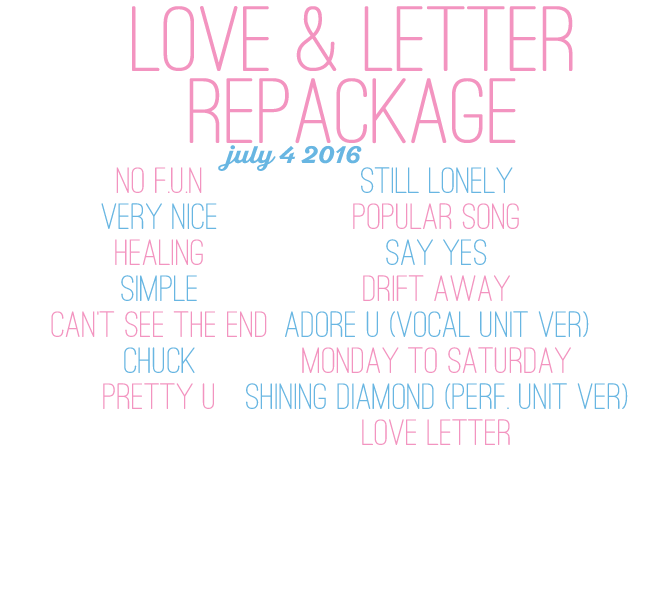 LOVE & LETTER
REPACKAGE
july 4 2016
NO F.U.N
VERY NICE
HEALING
SIMPLE
CAN'T SEE THE END
CHUCK
PRETTY U
STILL LONELY
POPULAR SONG
SAY YES
DRIFT AWAY
ADORE U (VOCAL UNIT VER)
MONDAY TO SATURDAY
SHINING DIAMOND (PERF. UNIT VER)
LOVE LETTER